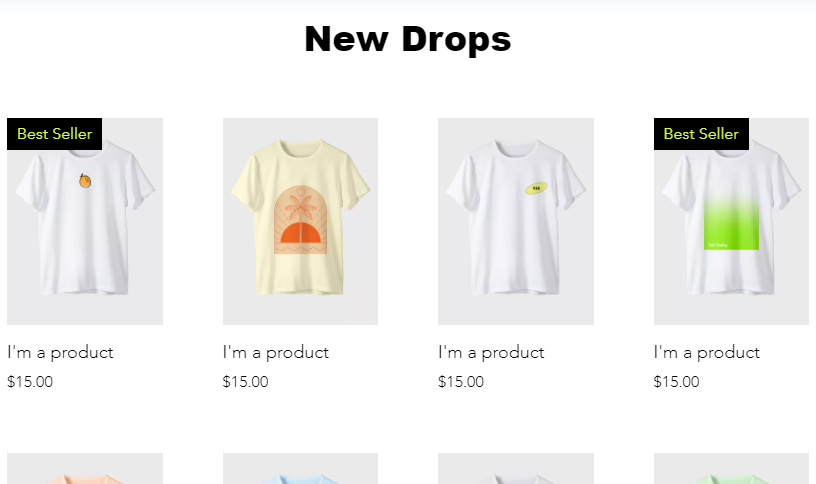 New Drops
Best Seller
Best Seller
I'm a product
I'm a product
I'm a product
I'm a product
$15.00
$15.00
$15.00
$15.00